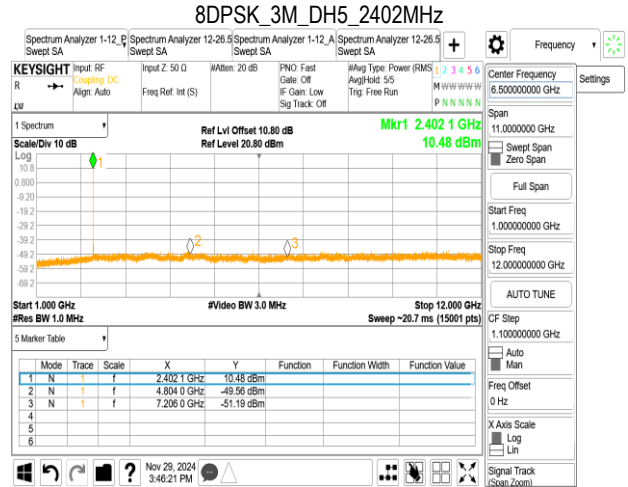 8DPSK_3M_DH5_2402MHz
Spectrum Analyzer 1-12_P
Swept SA
Spectrum Analyzer 12-26.5
Swept SA
Spectrum Analyzer 1-12_A
Swept SA
Spectrum Analyzer 12-26.5
Swept SA
+
Frequency
KEYSIGHT
R
LXI
Input: RF
Coupling: DC
Align: Auto
Input Z: 50 Ω
Freq Ref: Int (S)
#Atten: 20 dB
PNO: Fast
Gate: Off
IF Gain: Low
Sig Track: Off
#Avg Type: Power (RMS
Avg|Hold: 5/5
Trig: Free Run
1 2 3 4 5 6
M W W W W W
P N N N N N
Center Frequency
6.500000000 GHz
Settings
Span
11.0000000 GHz
Swept Span
Zero Span
Full Span
Start Freq
1.000000000 GHz
Stop Freq
12.000000000 GHz
AUTO TUNE
CF Step
1.100000000 GHz
Auto
Man
Freq Offset
0 Hz
X Axis Scale
Log
Lin
Signal Track
(Span Zoom)
1 Spectrum
Scale/Div 10 dB
Log
Ref Lvl Offset 10.80 dB
Ref Level 20.80 dBm
Mkr1 2.402 1 GHz
10.48 dBm
10.8
0.800
-9.20
-19.2
-29.2
-39.2
-49.2
-59.2
-69.2
1
2
3
Start 1.000 GHz
#Res BW 1.0 MHz
#Video BW 3.0 MHz
Stop 12.000 GHz
Sweep ~20.7 ms (15001 pts)
5 Marker Table
Mode Trace Scale X Y Function Function Width Function Value
1 N 1 f 2.402 1 GHz 10.48 dBm
2 N 1 f 4.804 0 GHz -49.56 dBm
3 N 1 f 7.206 0 GHz -51.19 dBm
4
5
6
?
Nov 29, 2024
3:46:21 PM